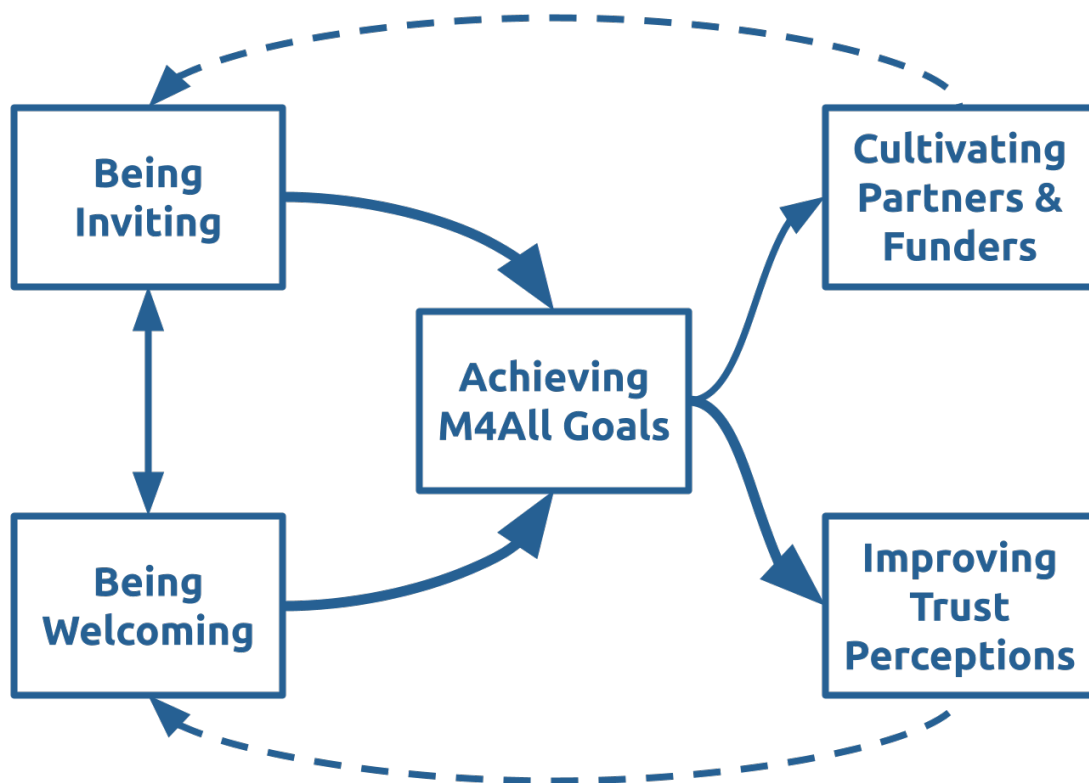 Being
Inviting
Cultivating
Partners &
Funders
Achieving
M4All Goals
Being
Welcoming
Improving
Trust
Perceptions